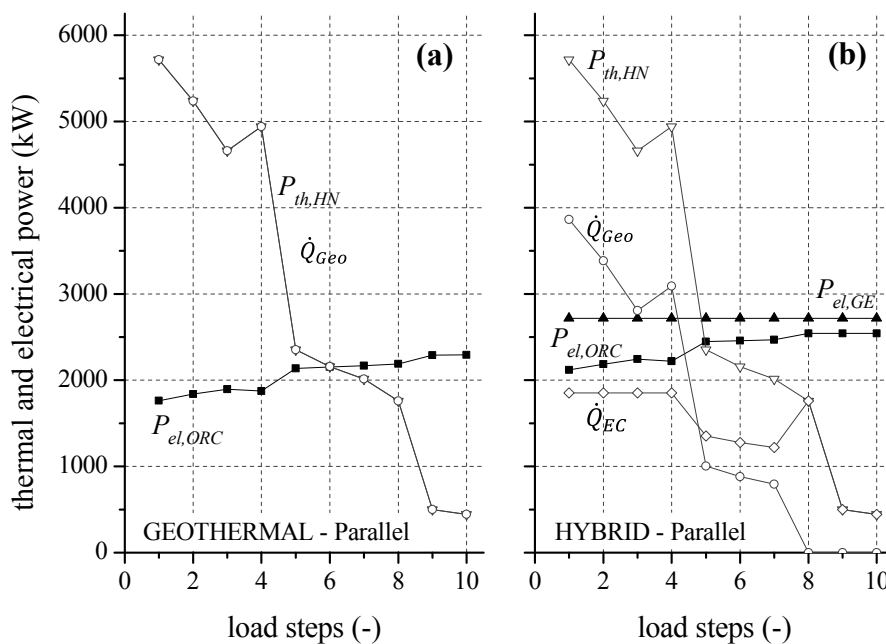 thermal and electrical power (kW)
6000
5000
4000
3000
2000
1000
0
(a)
P_th,HN
Q̇_Geo
P_el,ORC
GEOTHERMAL - Parallel
0 2 4 6 8 10
load steps (-)
(b)
P_th,HN
Q̇_Geo
P_el,GE
P_el,ORC
Q̇_EC
HYBRID - Parallel
0 2 4 6 8 10
load steps (-)